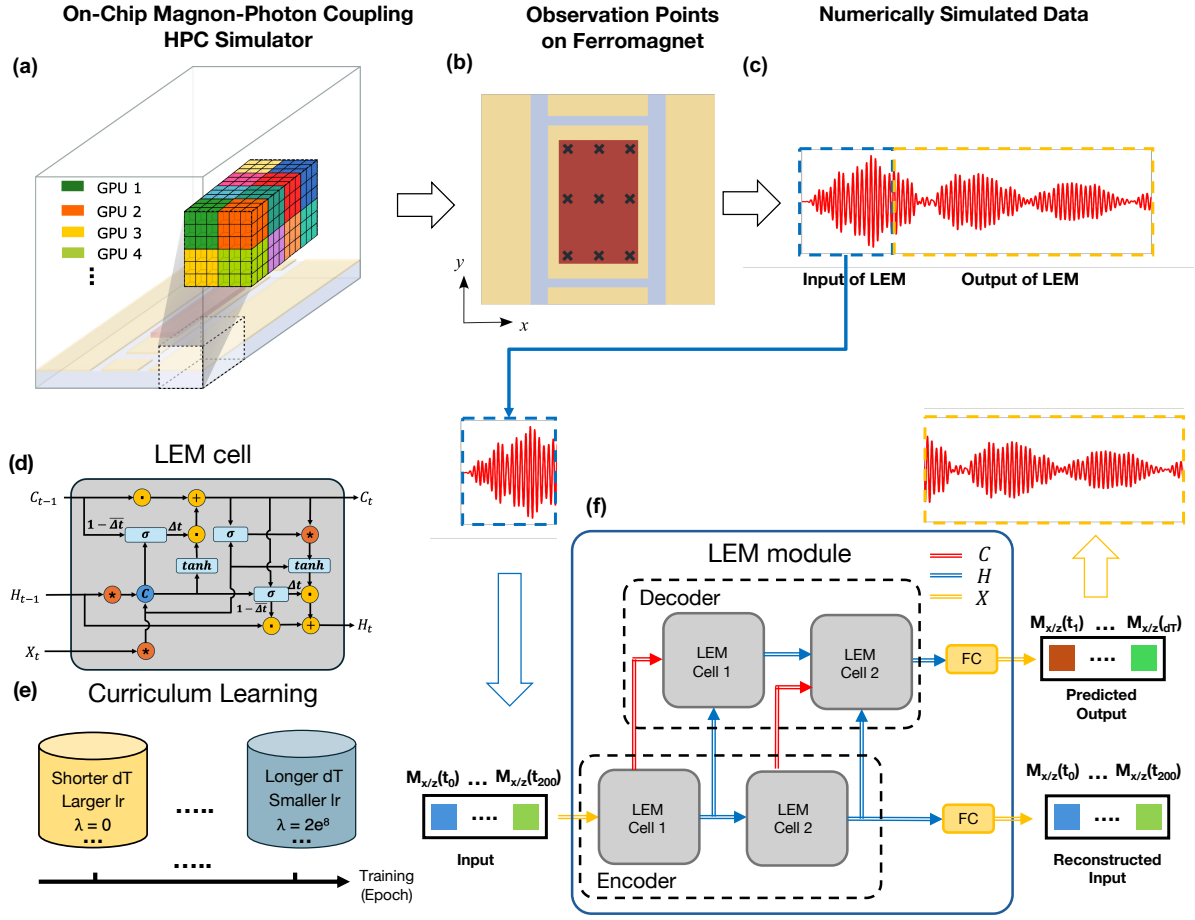 On-Chip Magnon-Photon Coupling
HPC Simulator
Observation Points
on Ferromagnet
Numerically Simulated Data
(a)
GPU 1
GPU 2
GPU 3
GPU 4
(b)
y
x
(c)
Input of LEM
Output of LEM
(d)
LEM cell
C_{t-1}
C_t
1 − \overline{Δt}
σ
Δt
σ
*
tanh
tanh
H_{t-1}
*
C
σ
Δt
1 − \overline{Δt}
+
H_t
X_t
*
(e)
Curriculum Learning
Shorter dT
Larger lr
λ = 0
...
.....
Longer dT
Smaller lr
λ = 2e⁸
...
.....
Training
(Epoch)
(f)
LEM module
C
H
X
Decoder
LEM
Cell 1
LEM
Cell 2
FC
M_{x/z}(t_1) ... M_{x/z}(_{dT})
....
Predicted
Output
M_{x/z}(t_0) ... M_{x/z}(t_{200})
....
Input
LEM
Cell 1
LEM
Cell 2
Encoder
FC
M_{x/z}(t_0) ... M_{x/z}(t_{200})
....
Reconstructed
Input